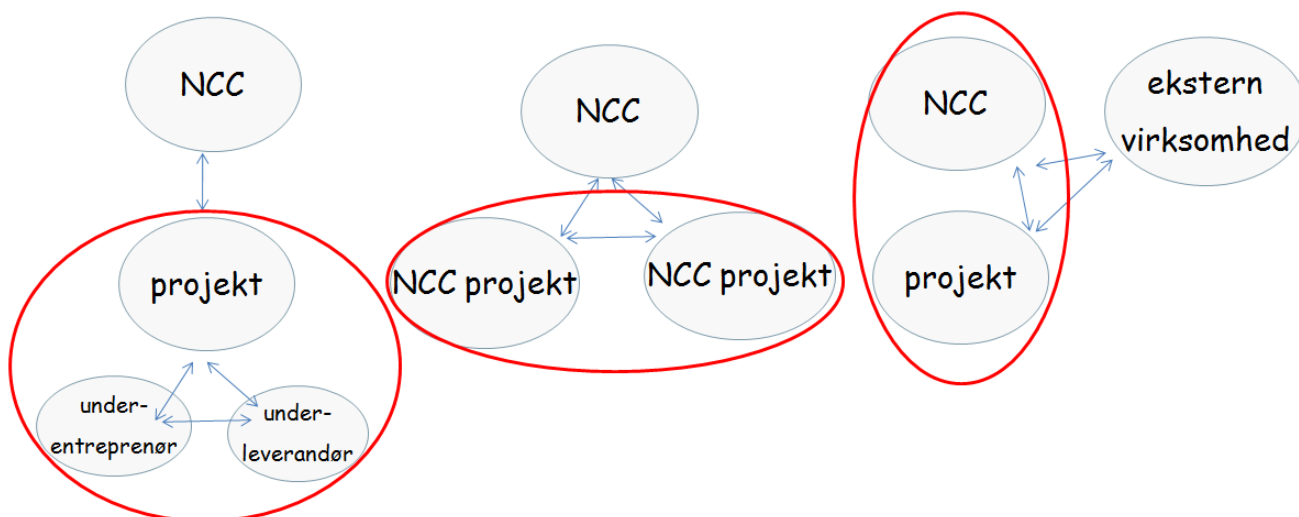 NCC
projekt
under-
entreprenør
under-
leverandør
NCC
NCC projekt
NCC projekt
NCC
projekt
ekstern
virksomhed